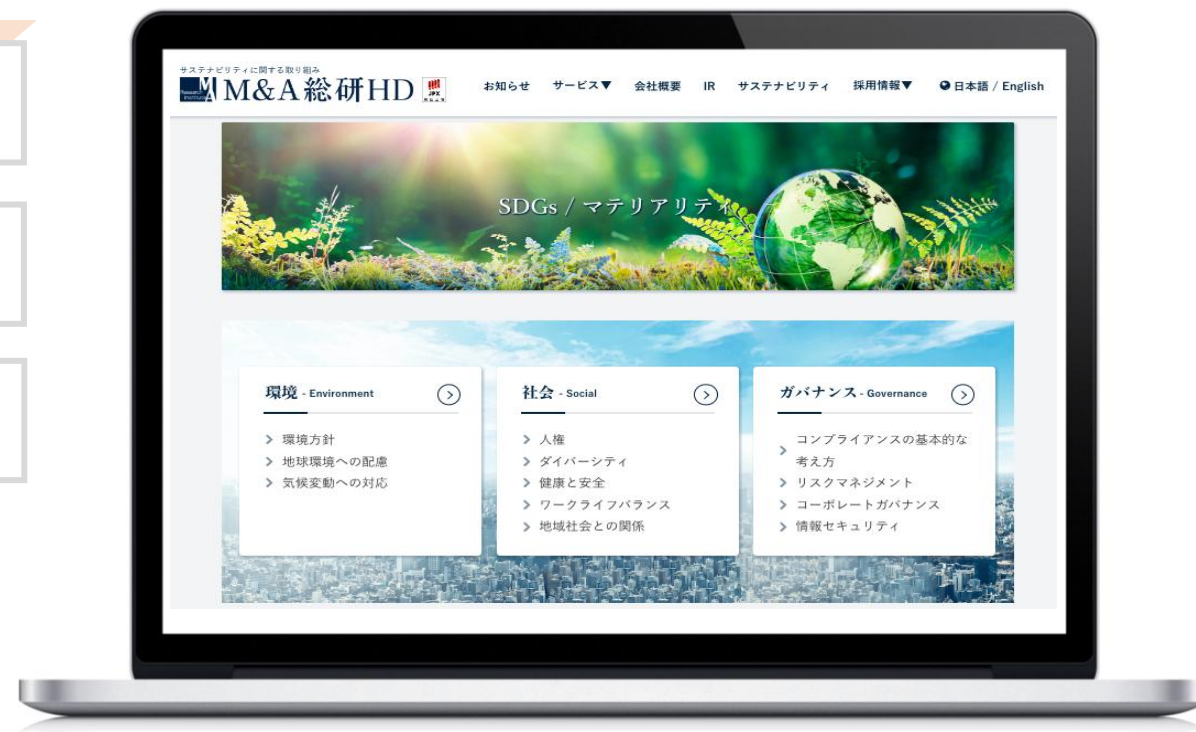 サステナビリティに関する取り組み
Research Institute M&A総研HD JPX
お知らせ サービス▼ 会社概要 IR サステナビリティ 採用情報▼ 日本語 / English
SDGs / マテリアリティ
環境 - Environment
環境方針
地球環境への配慮
気候変動への対応
社会 - Social
人権
ダイバーシティ
健康と安全
ワークライフバランス
地域社会との関係
ガバナンス - Governance
コンプライアンスの基本的な
考え方
リスクマネジメント
コーポレートガバナンス
情報セキュリティ